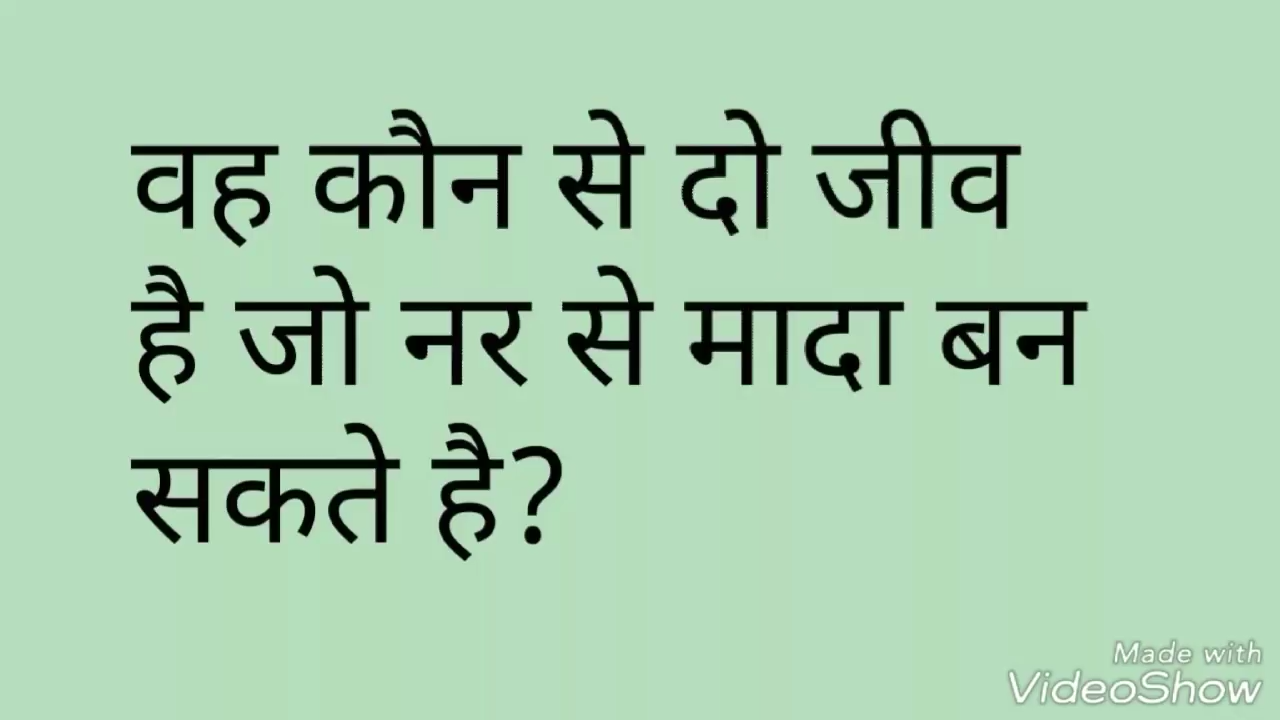 वह कौन से दो जीव
है जो नर से मादा बन
सकते है?
Made with
VideoShow